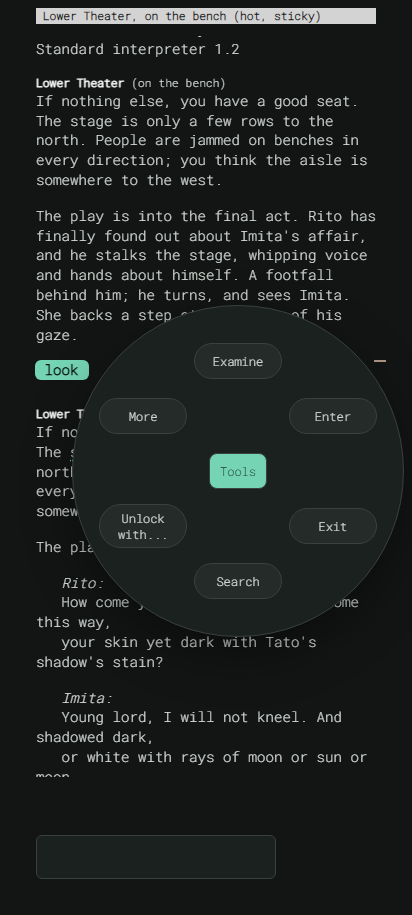 Lower Theater, on the bench (hot, sticky)
Standard interpreter 1.2
Lower Theater (on the bench)
If nothing else, you have a good seat.
The stage is only a few rows to the
north. People are jammed on benches in
every direction; you think the aisle is
somewhere to the west.
The play is into the final act. Rito has
finally found out about Imita's affair,
and he stalks the stage, whipping voice
and hands about himself. A footfall
behind him; he turns, and sees Imita.
She backs a step of his
gaze.
look
Examine
More
Enter
Tools
Unlock
with...
Exit
Search
Lower T
If no
The s
north
every
somew
The pla
Rito:
How come
this way,
your skin yet dark with Tato's
shadow's stain?
Imita:
Young lord, I will not kneel. And
shadowed dark,
or white with rays of moon or sun or
moon